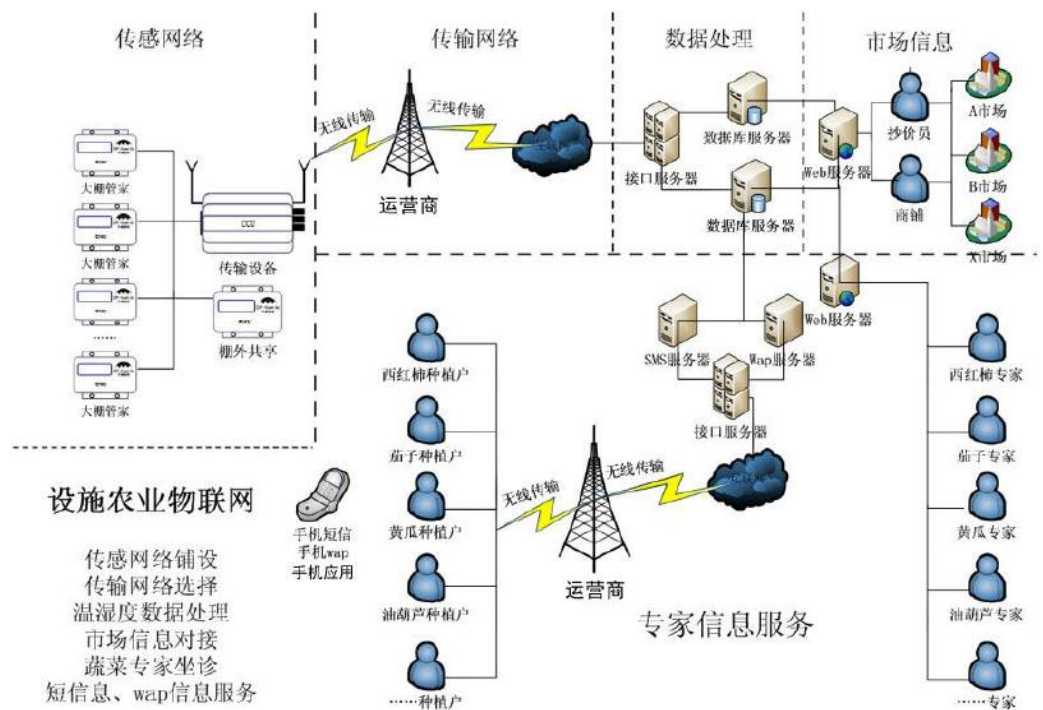 传感网络
传输网络
数据处理
市场信息
大棚管家
大棚管家
大棚管家
……
大棚管家
传输设备
棚外共享
无线传输
无线传输
运营商
接口服务器
数据库服务器
数据库服务器
Web服务器
抄价员
商铺
A市场
B市场
X市场
SMS服务器
Wap服务器
Web服务器
接口服务器
西红柿种植户
茄子种植户
黄瓜种植户
油葫芦种植户
……种植户
无线传输
无线传输
运营商
西红柿专家
茄子专家
黄瓜专家
油葫芦专家
……专家
专家信息服务
手机短信
手机wap
手机应用
设施农业物联网
传感网络铺设
传输网络选择
温湿度数据处理
市场信息对接
蔬菜专家坐诊
短信息、wap信息服务